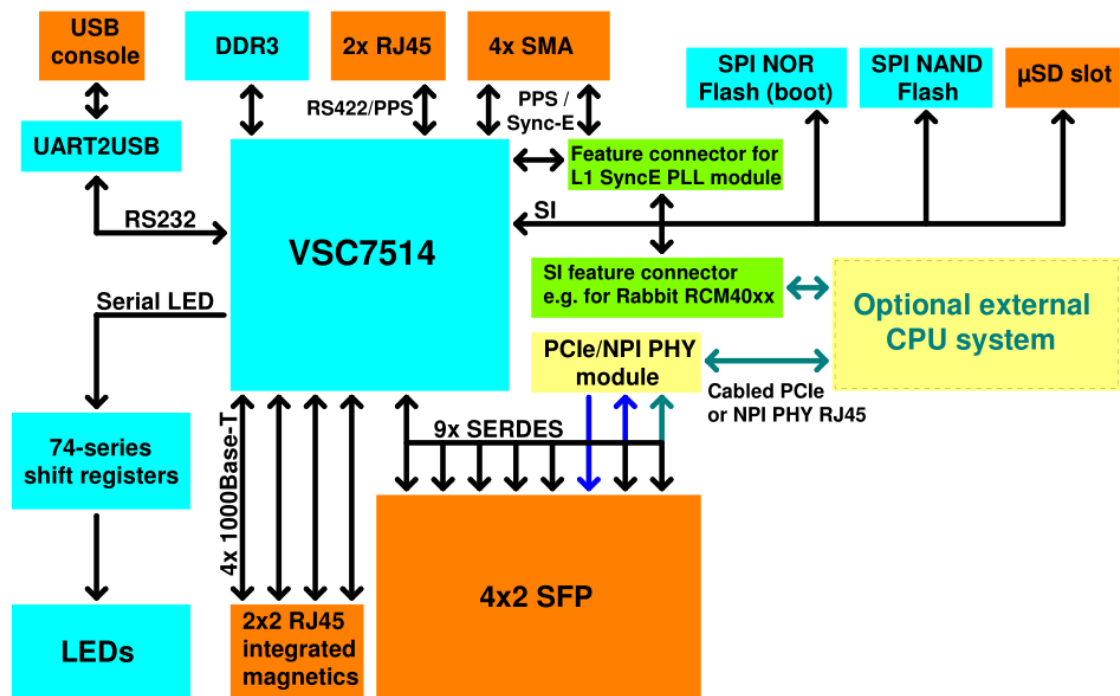 USB
console
DDR3
2x RJ45
4x SMA
SPI NOR
Flash (boot)
SPI NAND
Flash
µSD slot
RS422/PPS
PPS /
Sync-E
UART2USB
Feature connector for
L1 SyncE PLL module
RS232
SI
VSC7514
SI feature connector
e.g. for Rabbit RCM40xx
Serial LED
Optional external
CPU system
PCIe/NPI PHY
module
Cabled PCIe
or NPI PHY RJ45
9x SERDES
4x 1000Base-T
74-series
shift registers
4x2 SFP
2x2 RJ45
integrated
magnetics
LEDs